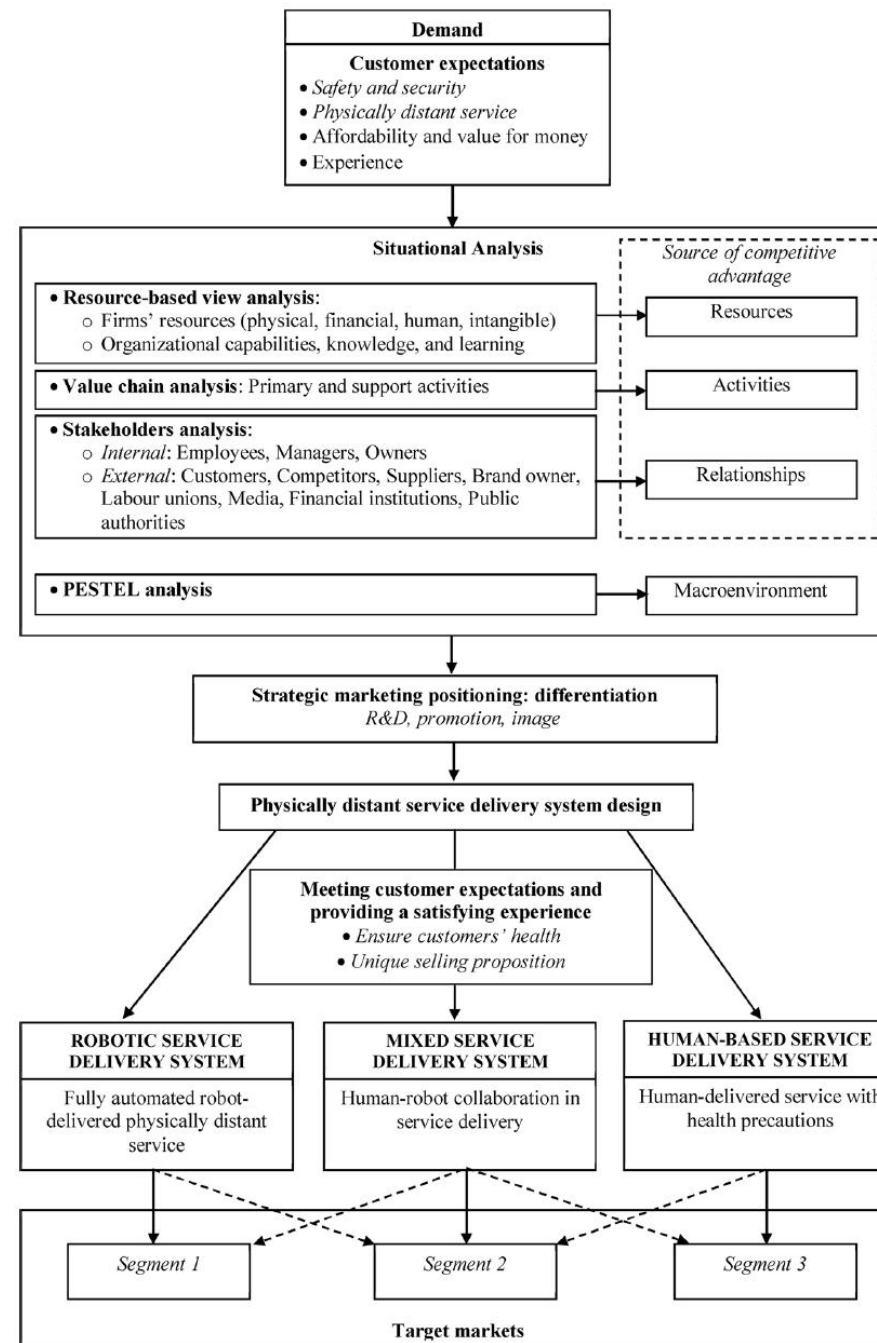 Demand
Customer expectations
• Safety and security
• Physically distant service
• Affordability and value for money
• Experience
Situational Analysis
Source of competitive
advantage
• Resource-based view analysis:
o Firms' resources (physical, financial, human, intangible)
o Organizational capabilities, knowledge, and learning
Resources
• Value chain analysis: Primary and support activities
Activities
• Stakeholders analysis:
o Internal: Employees, Managers, Owners
o External: Customers, Competitors, Suppliers, Brand owner,
Labour unions, Media, Financial institutions, Public
authorities
Relationships
• PESTEL analysis
Macroenvironment
Strategic marketing positioning: differentiation
R&D, promotion, image
Physically distant service delivery system design
Meeting customer expectations and
providing a satisfying experience
• Ensure customers' health
• Unique selling proposition
ROBOTIC SERVICE
DELIVERY SYSTEM
Fully automated robot-
delivered physically distant
service
MIXED SERVICE
DELIVERY SYSTEM
Human-robot collaboration in
service delivery
HUMAN-BASED SERVICE
DELIVERY SYSTEM
Human-delivered service with
health precautions
Segment 1
Segment 2
Segment 3
Target markets